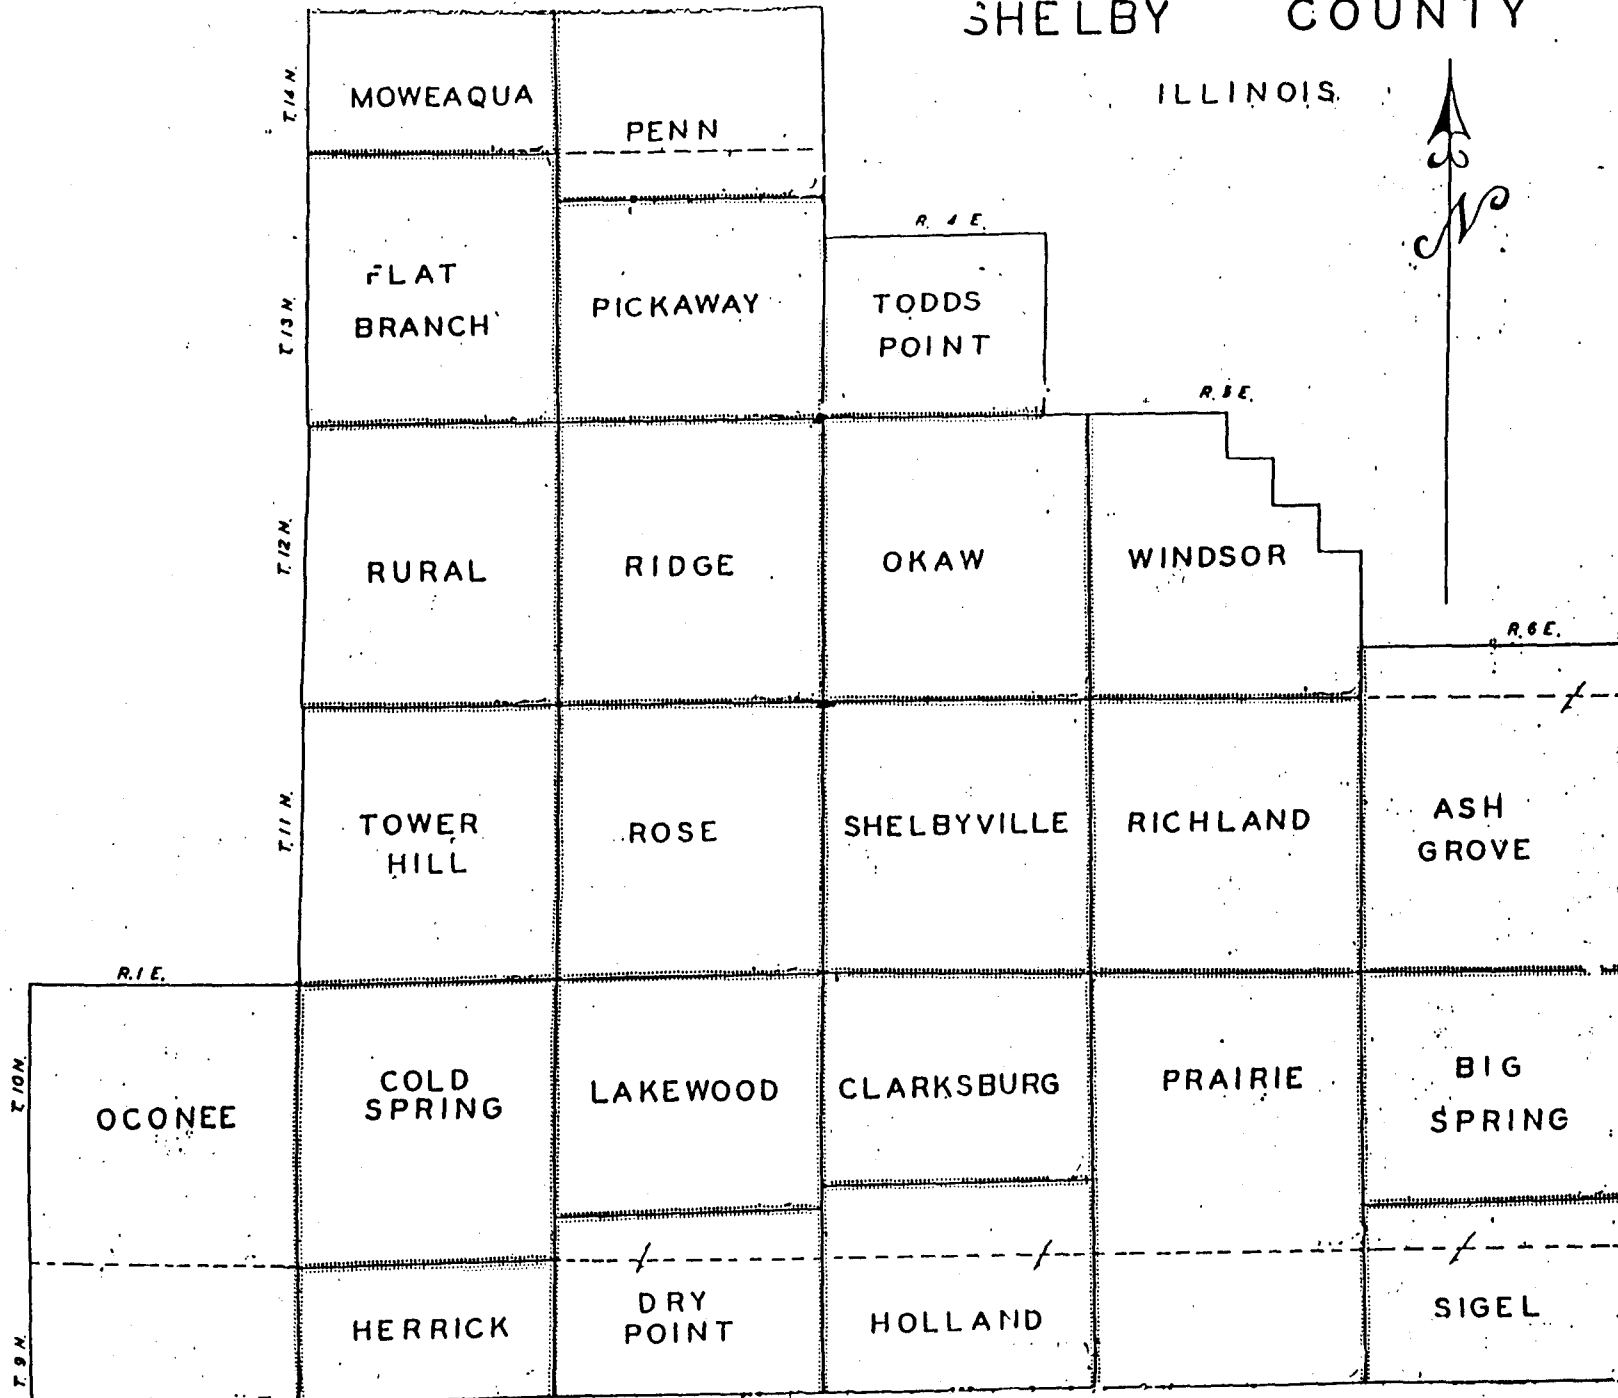 SHELBY COUNTY
ILLINOIS
N
T. 14 N.
MOWEAQUA
PENN
R. 4 E.
T. 13 N.
FLAT
BRANCH
PICKAWAY
TODDS
POINT
R. 5 E.
T. 12 N.
RURAL
RIDGE
OKAW
WINDSOR
R. 6 E.
T. 11 N.
TOWER
HILL
ROSE
SHELBYVILLE
RICHLAND
ASH
GROVE
R. 1 E.
T. 10 N.
OCONEE
COLD
SPRING
LAKEWOOD
CLARKSBURG
PRAIRIE
BIG
SPRING
T. 9 N.
HERRICK
DRY
POINT
HOLLAND
SIGEL